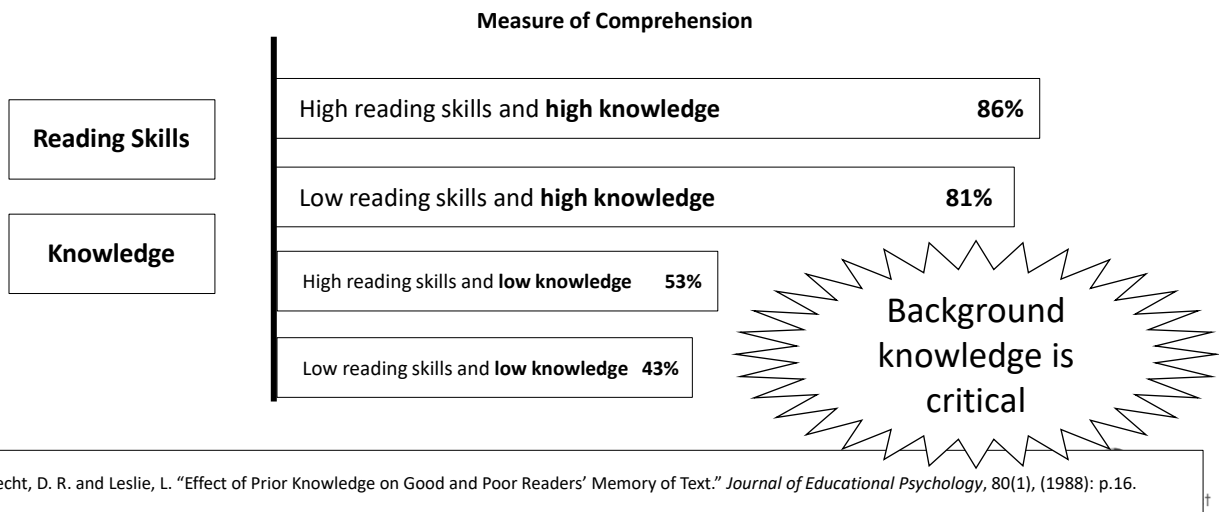 Measure of Comprehension
Reading Skills
Knowledge
High reading skills and high knowledge 86%
Low reading skills and high knowledge 81%
High reading skills and low knowledge 53%
Low reading skills and low knowledge 43%
Background
knowledge is
critical
echt, D. R. and Leslie, L. “Effect of Prior Knowledge on Good and Poor Readers’ Memory of Text.” Journal of Educational Psychology, 80(1), (1988): p.16.
†